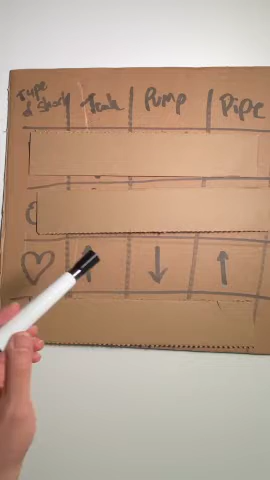 Type of Shock Tank Pump Pipe
♡ ↑ ↓ ↑